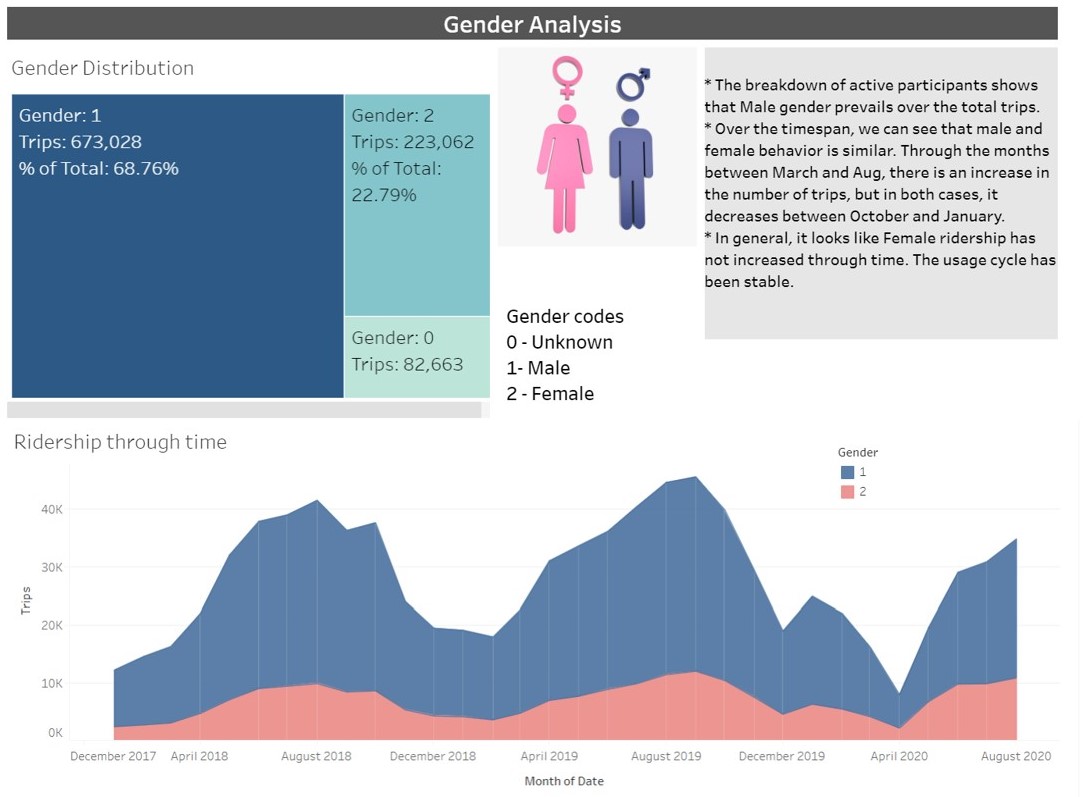 Gender Analysis
Gender Distribution
Gender: 1
Trips: 673,028
% of Total: 68.76%
Gender: 2
Trips: 223,062
% of Total:
22.79%
Gender: 0
Trips: 82,663
Gender codes
0 - Unknown
1- Male
2 - Female
* The breakdown of active participants shows
that Male gender prevails over the total trips.
* Over the timespan, we can see that male and
female behavior is similar. Through the months
between March and Aug, there is an increase in
the number of trips, but in both cases, it
decreases between October and January.
* In general, it looks like Female ridership has
not increased through time. The usage cycle has
been stable.
Ridership through time
Gender
1
2
Trips
40K
30K
20K
10K
0K
December 2017
April 2018
August 2018
December 2018
April 2019
August 2019
December 2019
April 2020
August 2020
Month of Date